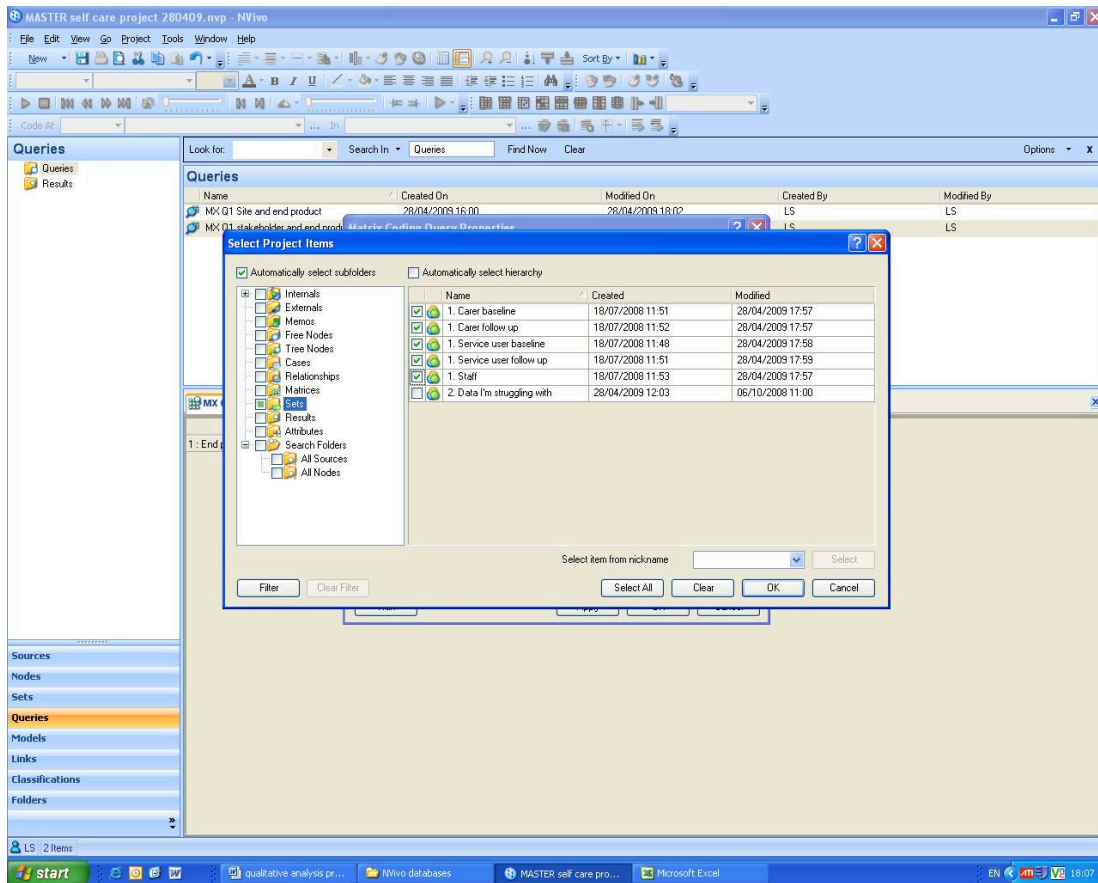 MASTER self care project 280409.nvp - NVivo
File Edit View Go Project Tools Window Help
New Sort By
A B I U
Code At In
Queries
Queries
Results
Look for: Search In Queries Find Now Clear Options x
Queries
Name Created On Modified On Created By Modified By
MX Q1 Site and end product 28/04/2009 16:00 28/04/2009 18:02 LS LS
MX Q1 stakeholder and end prod LS LS
Matrix Coding Query Properties
Select Project Items
Automatically select subfolders Automatically select hierarchy
Internals
Externals
Memos
Free Nodes
Tree Nodes
Cases
Relationships
Matrices
Sets
Results
Attributes
Search Folders
All Sources
All Nodes
Name Created Modified
1. Carer baseline 18/07/2008 11:51 28/04/2009 17:57
1. Carer follow up 18/07/2008 11:52 28/04/2009 17:57
1. Service user baseline 18/07/2008 11:48 28/04/2009 17:58
1. Service user follow up 18/07/2008 11:51 28/04/2009 17:59
1. Staff 18/07/2008 11:53 28/04/2009 17:57
2. Data I'm struggling with 28/04/2009 12:03 06/10/2008 11:00
Select item from nickname Select
Filter Clear Filter Select All Clear OK Cancel
MX
1 : End
Sources
Nodes
Sets
Queries
Models
Links
Classifications
Folders
LS 2 Items
start qualitative analysis pr... NVivo databases MASTER self care pro... Microsoft Excel EN ATI 18:07